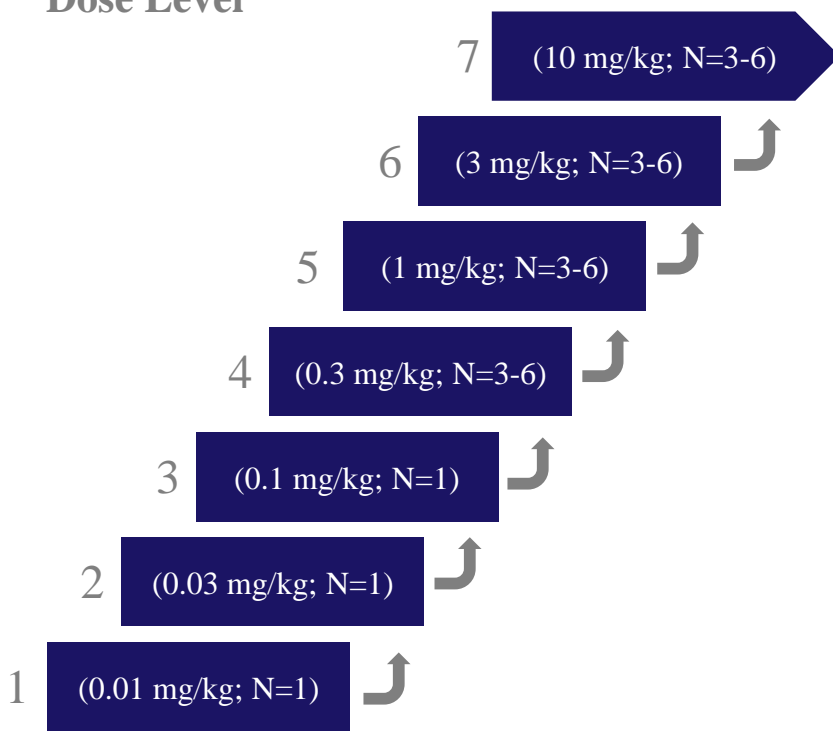 Dose Level
7 (10 mg/kg; N=3-6)
6 (3 mg/kg; N=3-6)
5 (1 mg/kg; N=3-6)
4 (0.3 mg/kg; N=3-6)
3 (0.1 mg/kg; N=1)
2 (0.03 mg/kg; N=1)
1 (0.01 mg/kg; N=1)